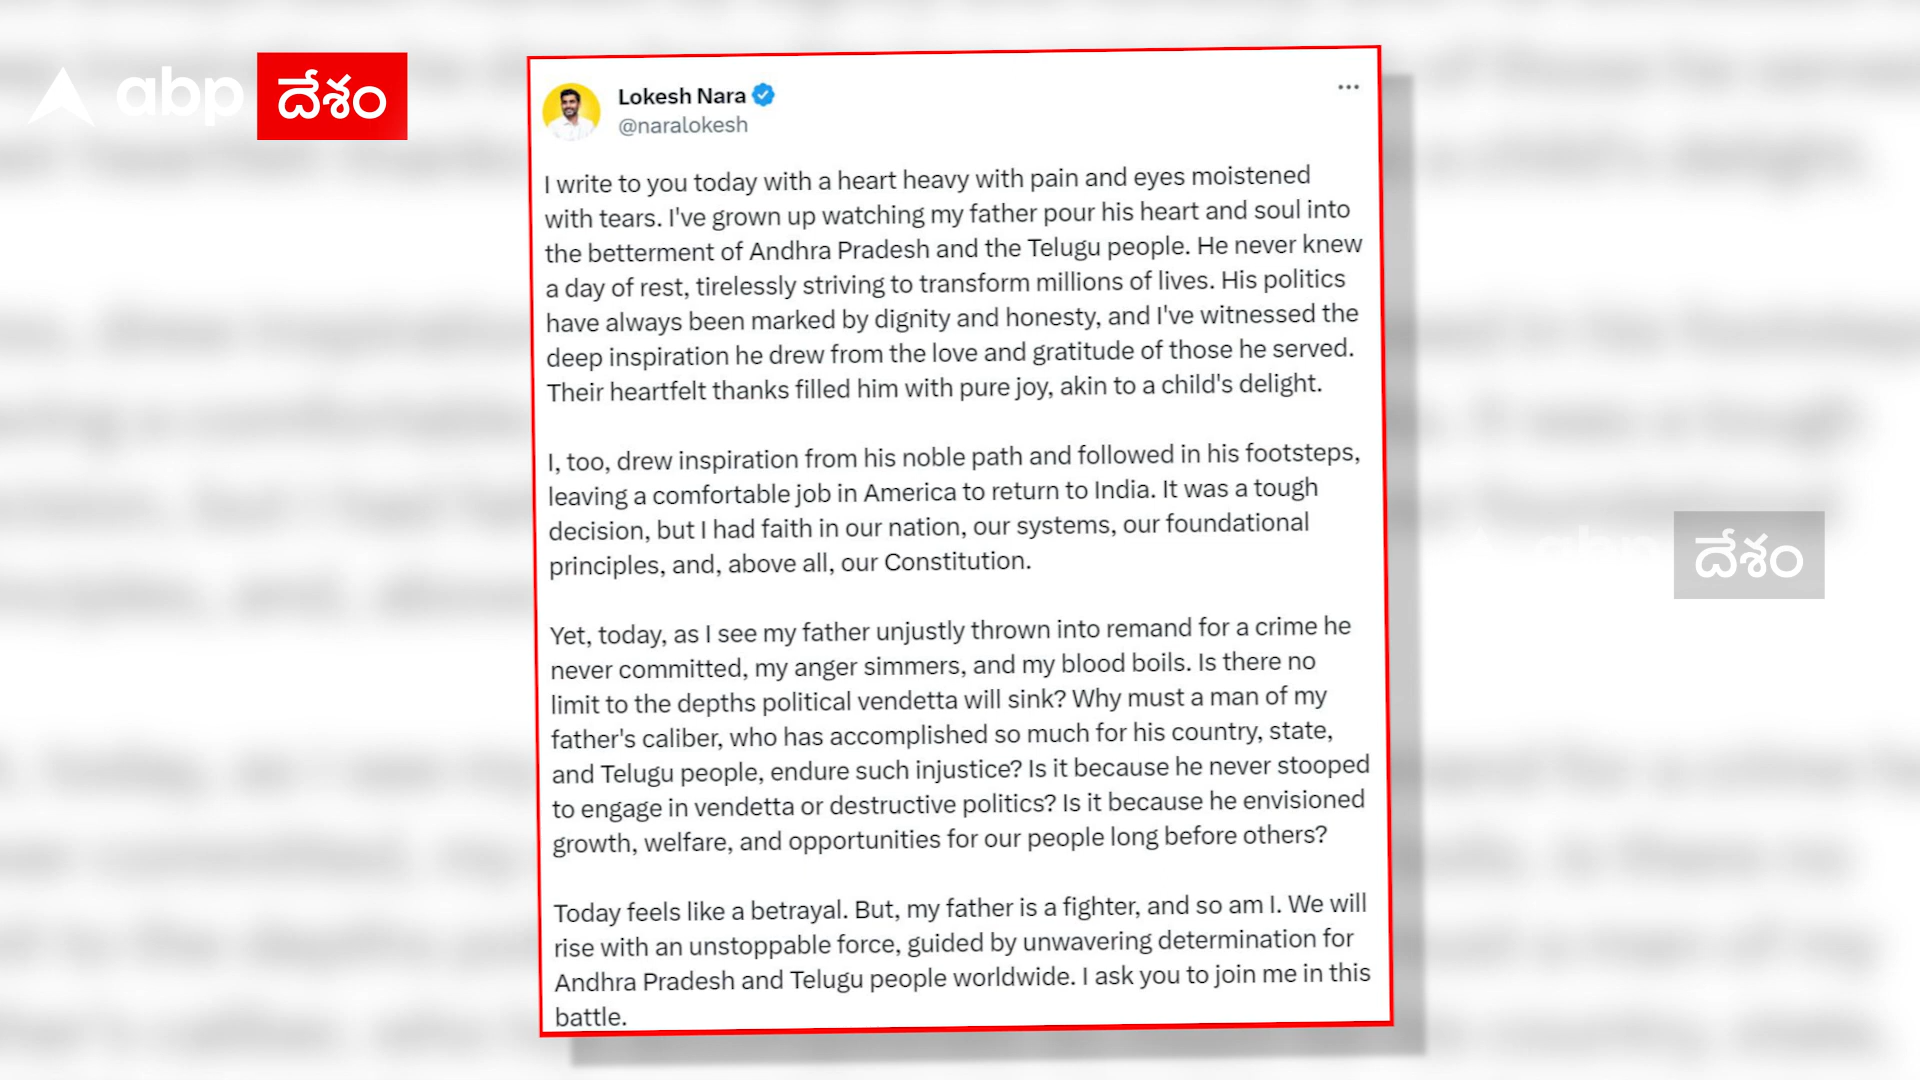 abp దేశం
Lokesh Nara
@naralokesh
I write to you today with a heart heavy with pain and eyes moistened
with tears. I've grown up watching my father pour his heart and soul into
the betterment of Andhra Pradesh and the Telugu people. He never knew
a day of rest, tirelessly striving to transform millions of lives. His politics
have always been marked by dignity and honesty, and I've witnessed the
deep inspiration he drew from the love and gratitude of those he served.
Their heartfelt thanks filled him with pure joy, akin to a child's delight.
I, too, drew inspiration from his noble path and followed in his footsteps,
leaving a comfortable job in America to return to India. It was a tough
decision, but I had faith in our nation, our systems, our foundational
principles, and, above all, our Constitution.
Yet, today, as I see my father unjustly thrown into remand for a crime he
never committed, my anger simmers, and my blood boils. Is there no
limit to the depths political vendetta will sink? Why must a man of my
father's caliber, who has accomplished so much for his country, state,
and Telugu people, endure such injustice? Is it because he never stooped
to engage in vendetta or destructive politics? Is it because he envisioned
growth, welfare, and opportunities for our people long before others?
Today feels like a betrayal. But, my father is a fighter, and so am I. We will
rise with an unstoppable force, guided by unwavering determination for
Andhra Pradesh and Telugu people worldwide. I ask you to join me in this
battle.
abp దేశం